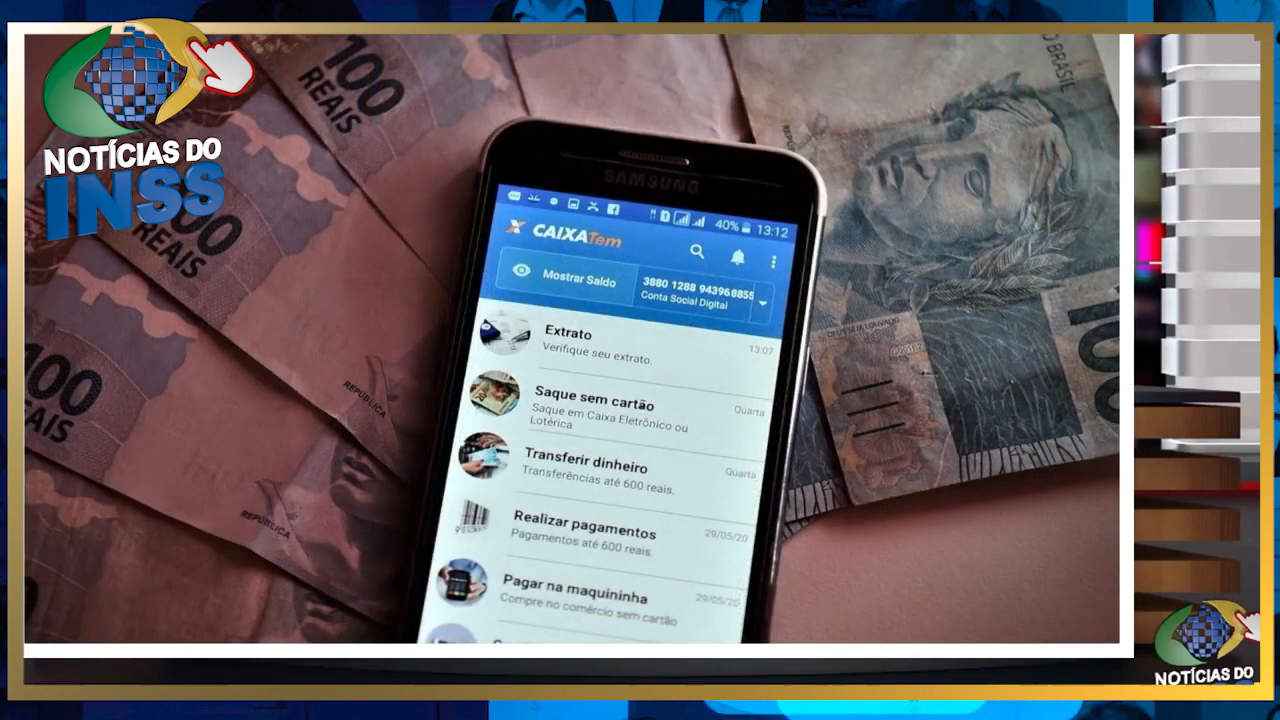 NOTÍCIAS DO
INSS
100
REAIS
100
REAIS
100
REAIS
REPÚBLICA
REPÚBLICA
BRASIL
100
SAMSUNG
40% 13:12
CAIXATem
Mostrar Saldo
3880 1288 943968855
Conta Social Digital
Extrato
13:07
Verifique seu extrato.
Saque sem cartão
Quarta
Saque em Caixa Eletrônico ou
Lotérica
Transferir dinheiro
Quarta
Transferências até 600 reais.
Realizar pagamentos
29/05/20
Pagamentos até 600 reais.
Pagar na maquininha
29/05/20
Compre no comércio sem cartão
NOTÍCIAS DO